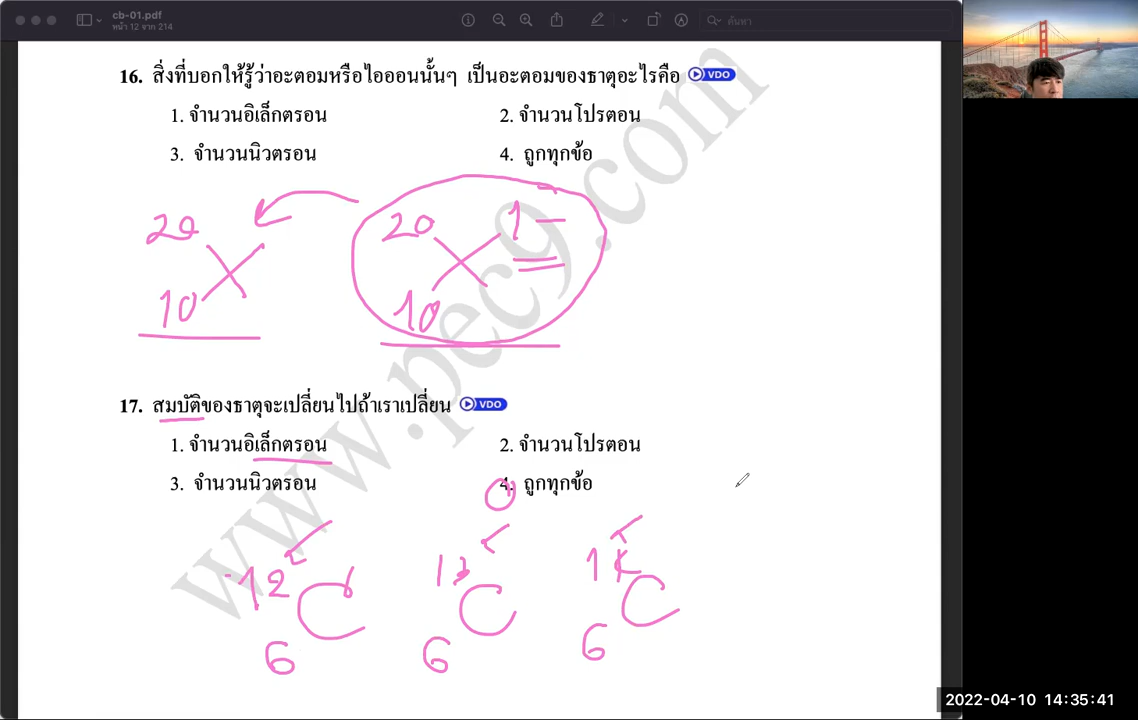 cb-01.pdf
หน้า 12 จาก 214
ค้นหา
16. สิ่งที่บอกให้รู้ว่าอะตอมหรือไอออนนั้นๆ เป็นอะตอมของธาตุอะไรคือ VDO
1. จำนวนอิเล็กตรอน 2. จำนวนโปรตอน
3. จำนวนนิวตรอน 4. ถูกทุกข้อ
20 X 10
20 X 10 1-
17. สมบัติของธาตุจะเปลี่ยนไปถ้าเราเปลี่ยน VDO
1. จำนวนอิเล็กตรอน 2. จำนวนโปรตอน
3. จำนวนนิวตรอน 4. ถูกทุกข้อ
12 C 6
13 C 6
C 6
www.pec9.com
2022-04-10 14:35:41